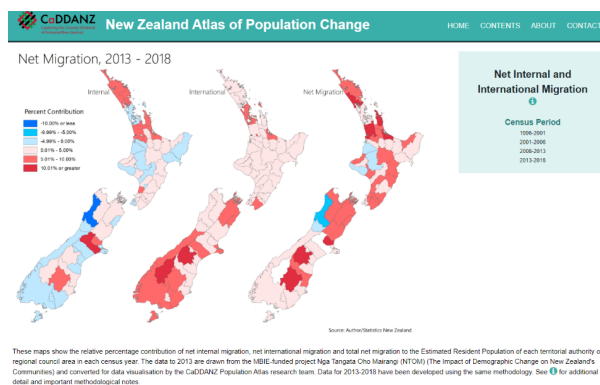 CaDDANZ
New Zealand Atlas of Population Change
HOME CONTENTS ABOUT CONTACT
Net Migration, 2013 - 2018
Internal
International
Net Migration
Percent Contribution
-10.00% or less
-9.99% - -5.00%
-4.99% - 0.00%
0.01% - 5.00%
5.01% - 10.00%
10.01% or greater
Net Internal and
International Migration
Census Period
1996-2001
2001-2006
2006-2013
2013-2018
Source: Author/Statistics New Zealand
These maps show the relative percentage contribution of net internal migration, net international migration and total net migration to the Estimated Resident Population of each territorial authority o
regional council area in each census year. The data to 2013 are drawn from the MBIE-funded project Nga Tangata Oho Mairangi (NTOM) (The Impact of Demographic Change on New Zealand's
Communities) and converted for data visualisation by the CaDDANZ Population Atlas research team. Data for 2013-2018 have been developed using the same methodology. See i for additional
detail and important methodological notes.